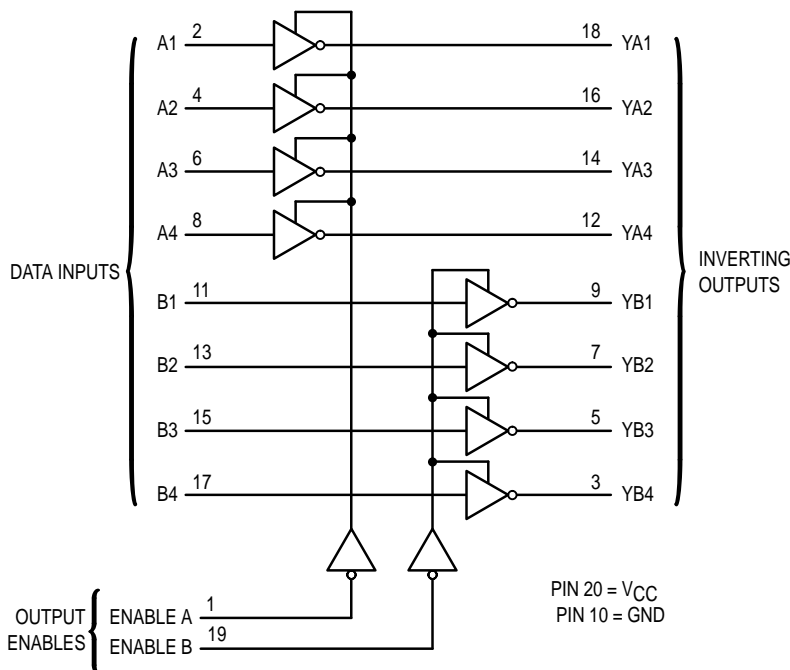 A1 2 18 YA1
A2 4 16 YA2
A3 6 14 YA3
A4 8 12 YA4
DATA INPUTS
INVERTING
OUTPUTS
B1 11 9 YB1
B2 13 7 YB2
B3 15 5 YB3
B4 17 3 YB4
OUTPUT
ENABLES
ENABLE A 1
ENABLE B 19
PIN 20 = VCC
PIN 10 = GND